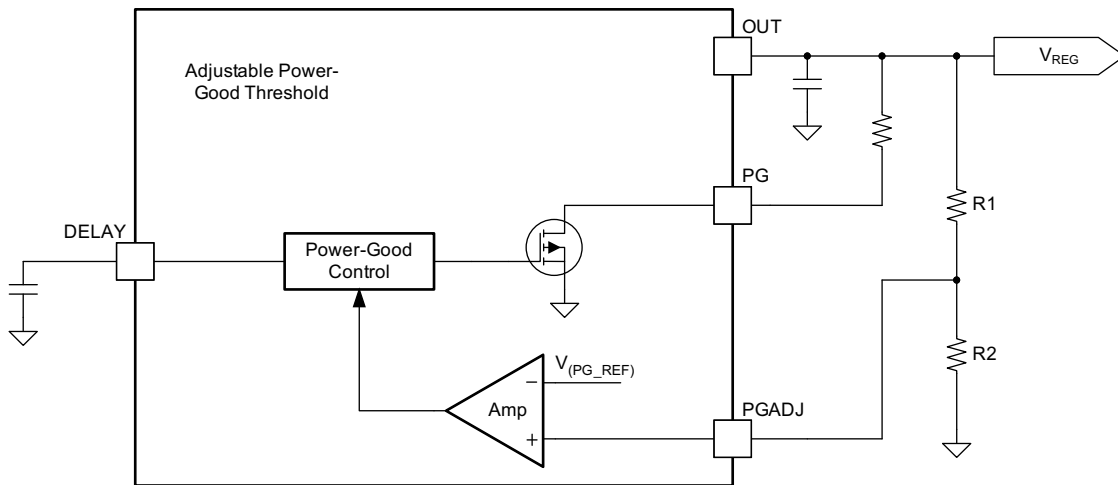 OUT
V_REG
Adjustable Power-
Good Threshold
PG
R1
DELAY
Power-Good
Control
R2
V_(PG_REF)
−
Amp
+
PGADJ